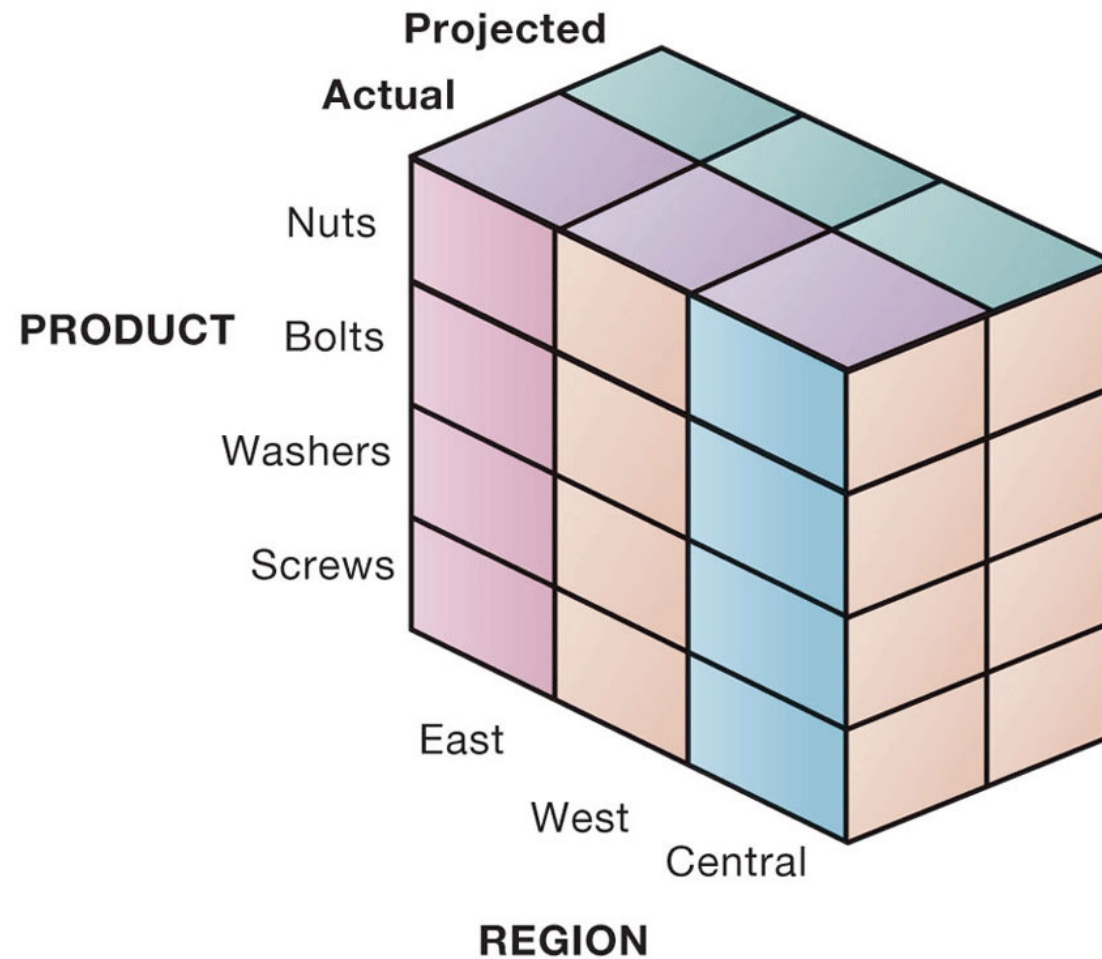 Projected
Actual
Nuts
PRODUCT
Bolts
Washers
Screws
East
West
Central
REGION